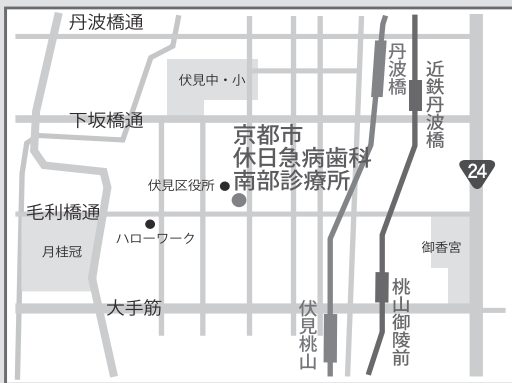 丹波橋通
伏見中・小
丹波橋
近鉄丹波橋
下坂橋通
京都市
休日急病歯科
南部診療所
24
伏見区役所
毛利橋通
ハローワーク
月桂冠
御香宮
大手筋
伏見桃山
桃山御陵前